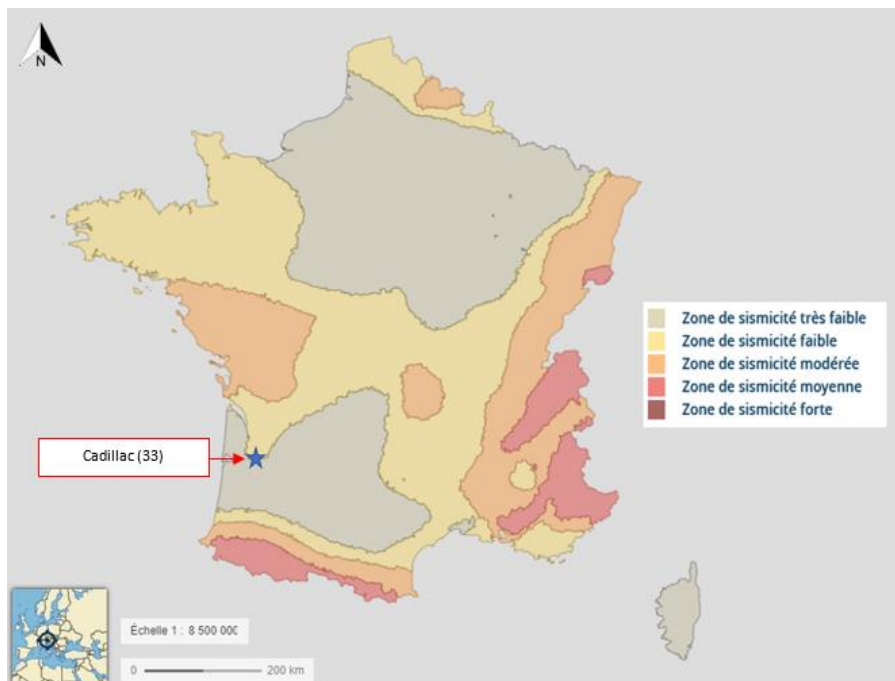 N
Zone de sismicité très faible
Zone de sismicité faible
Zone de sismicité modérée
Zone de sismicité moyenne
Zone de sismicité forte
Cadillac (33)
Échelle 1 : 8 500 00€
0 200 km